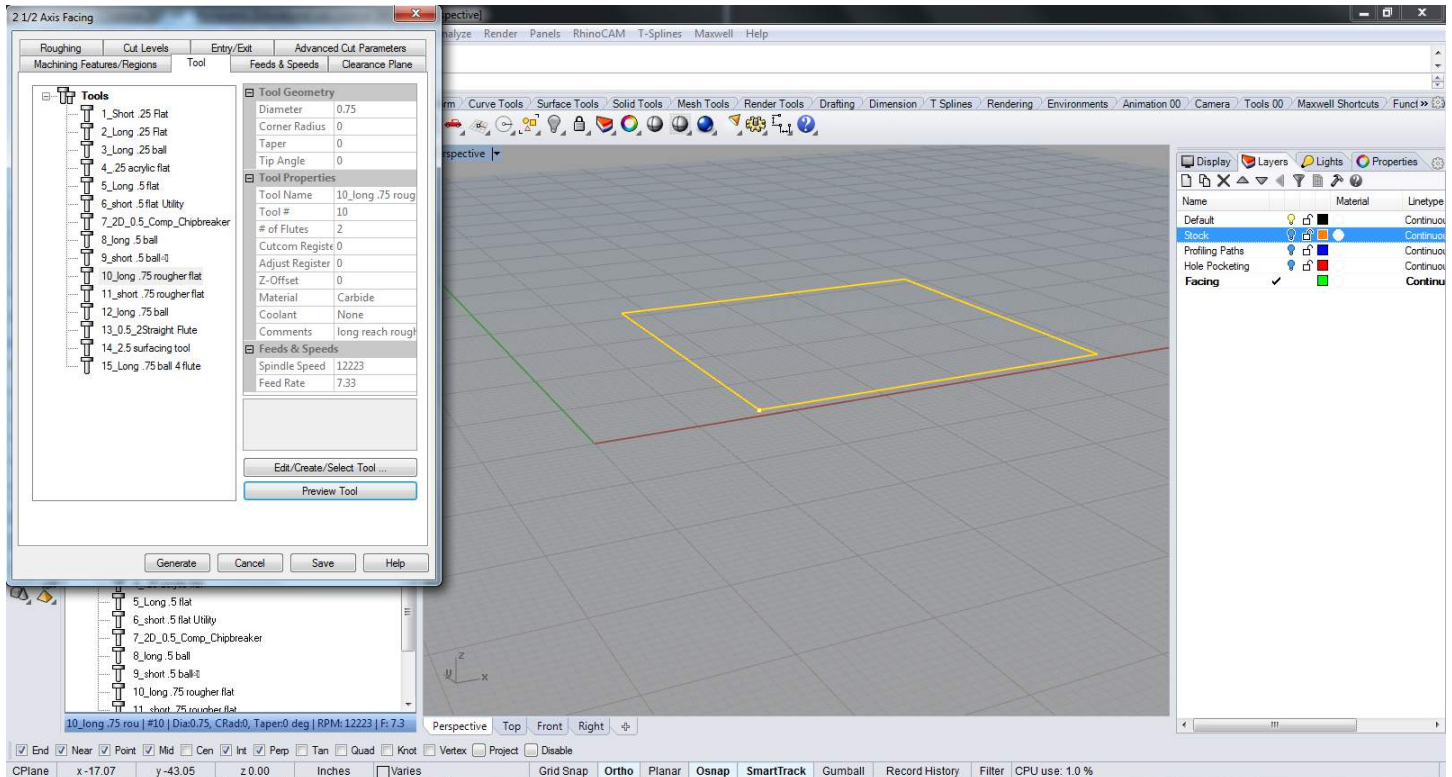 2 1/2 Axis Facing
pective]
nalyze Render Panels RhinoCAM T-Splines Maxwell Help
Roughing Cut Levels Entry/Exit Advanced Cut Parameters
Machining Features/Regions Tool Feeds & Speeds Clearance Plane
Tools
1_Short .25 Flat
2_Long .25 Flat
3_Long .25 ball
4_.25 acrylic flat
5_Long .5 flat
6_short .5 flat Utility
7_2D_0.5_Comp_Chipbreaker
8_long .5 ball
9_short .5 ball
10_long .75 rougher flat
11_short .75 rougher flat
12_long .75 ball
13_0.5_2Straight Flute
14_2.5 surfacing tool
15_Long .75 ball 4 flute
Tool Geometry
Diameter 0.75
Corner Radius 0
Taper 0
Tip Angle 0
Tool Properties
Tool Name 10_long .75 roug
Tool # 10
# of Flutes 2
Cutcom Registe 0
Adjust Register 0
Z-Offset 0
Material Carbide
Coolant None
Comments long reach rough
Feeds & Speeds
Spindle Speed 12223
Feed Rate 7.33
Edit/Create/Select Tool ...
Preview Tool
Generate Cancel Save Help
rm Curve Tools Surface Tools Solid Tools Mesh Tools Render Tools Drafting Dimension T Splines Rendering Environments Animation 00 Camera Tools 00 Maxwell Shortcuts Funct »
rspective
z
y x
Display Layers Lights Properties
Name Material Linetype
Default Continuou
Stock Continuou
Profiling Paths Continuou
Hole Pocketing Continuou
Facing Continu
5_Long .5 flat
6_short .5 flat Utility
7_2D_0.5_Comp_Chipbreaker
8_long .5 ball
9_short .5 ball
10_long .75 rougher flat
11_short .75 rougher flat
10_long .75 rou | #10 | Dia:0.75, CRad:0, Taper:0 deg | RPM: 12223 | F: 7.3
Perspective Top Front Right
End Near Point Mid Cen Int Perp Tan Quad Knot Vertex Project Disable
CPlane x -17.07 y -43.05 z 0.00 Inches Varies Grid Snap Ortho Planar Osnap SmartTrack Gumball Record History Filter CPU use: 1.0 %